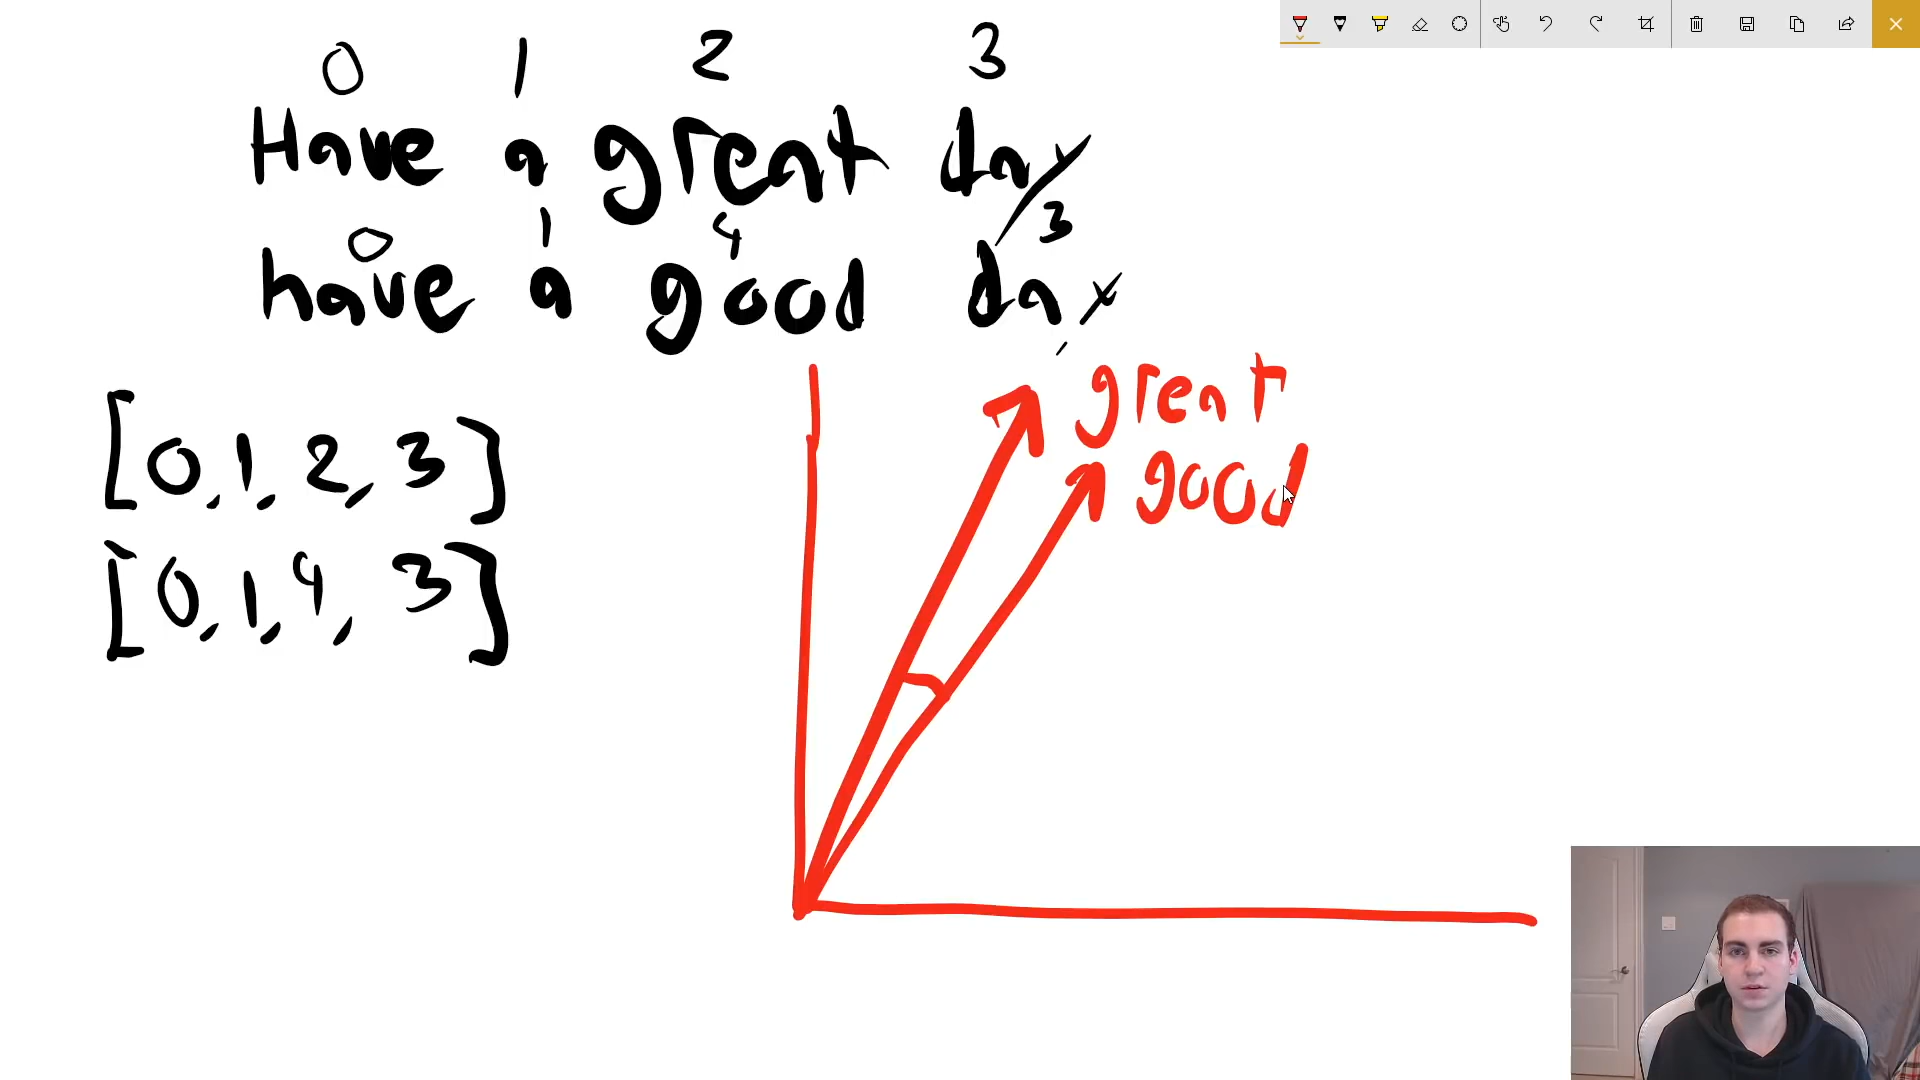 0 1 2 3
Have a great day
0 1 4 3
have a good day
[0, 1, 2, 3]
[0, 1, 4, 3]
great
good